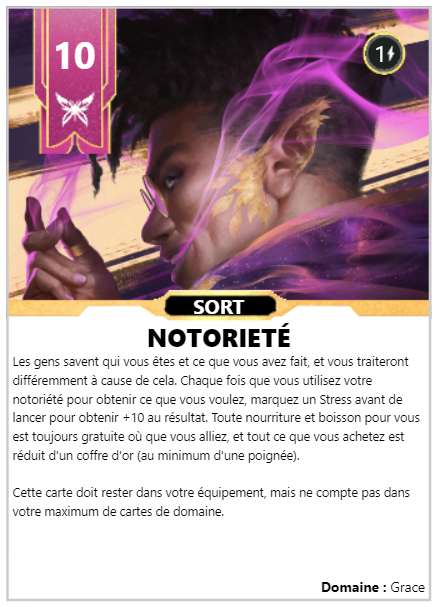 10
1
SORT
NOTORIETÉ
Les gens savent qui vous êtes et ce que vous avez fait, et vous traiteront
différemment à cause de cela. Chaque fois que vous utilisez votre
notoriété pour obtenir ce que vous voulez, marquez un Stress avant de
lancer pour obtenir +10 au résultat. Toute nourriture et boisson pour vous
est toujours gratuite où que vous alliez, et tout ce que vous achetez est
réduit d'un coffre d'or (au minimum d'une poignée).
Cette carte doit rester dans votre équipement, mais ne compte pas dans
votre maximum de cartes de domaine.
Domaine : Grace